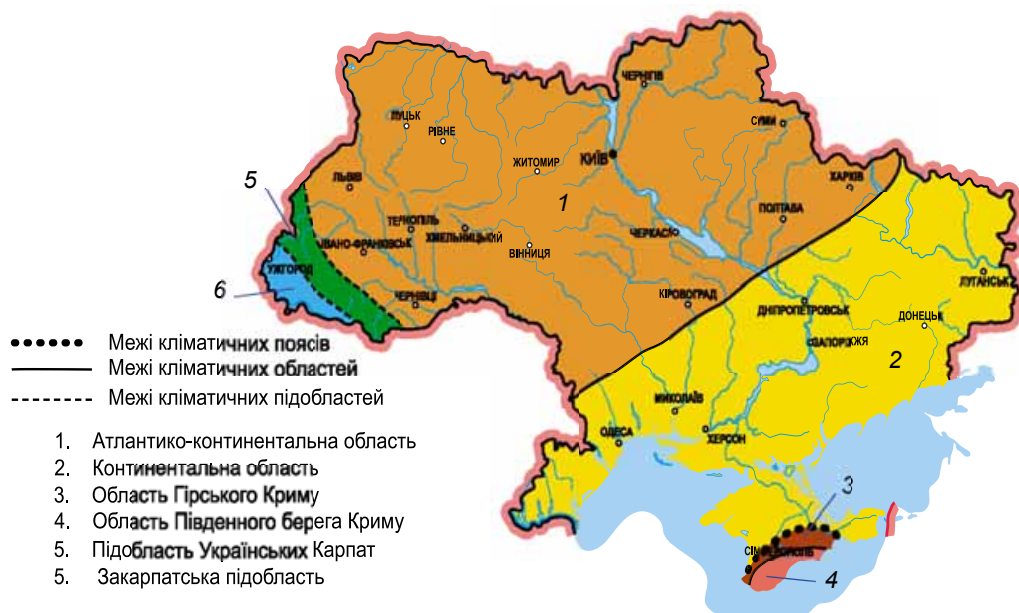 ЧЕРНІГІВ
СУМИ
ЛУЦЬК
РІВНЕ
КИЇВ
ЖИТОМИР
ЛЬВІВ
ХАРКІВ
5
1
ПОЛТАВА
ТЕРНОПІЛЬ
ХМЕЛЬНИЦЬКИЙ
ЧЕРКАСИ
ІВАНО-ФРАНКІВСЬК
ВІННИЦЯ
УЖГОРОД
ЛУГАНСЬК
6
ЧЕРНІВЦІ
КІРОВОГРАД
ДНІПРОПЕТРОВСЬК
ДОНЕЦЬК
ЗАПОРІЖЖЯ
2
МИКОЛАЇВ
ОДЕСА
ХЕРСОН
3
СІМФЕРОПОЛЬ
4
Межі кліматичних поясів
Межі кліматичних областей
Межі кліматичних підобластей
1. Атлантико-континентальна область
2. Континентальна область
3. Область Гірського Криму
4. Область Південного берега Криму
5. Підобласть Українських Карпат
5. Закарпатська підобласть